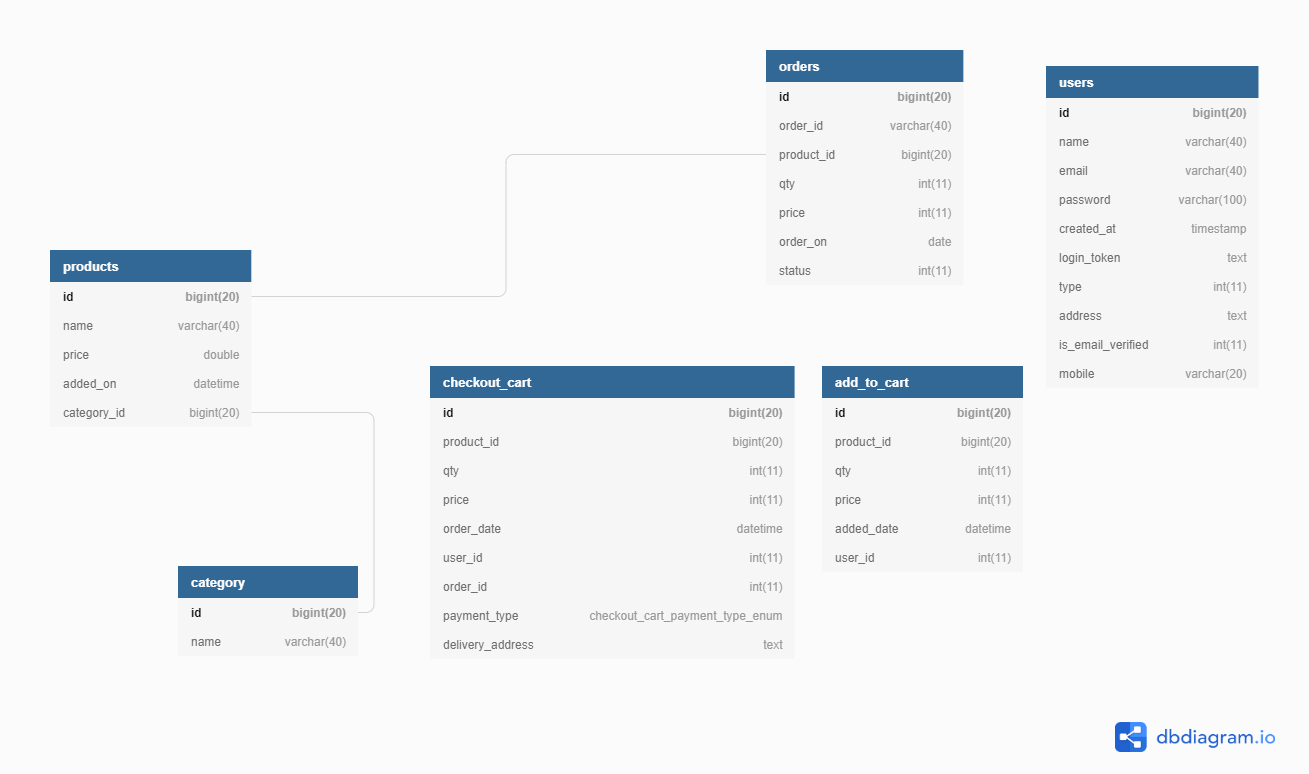 orders
id bigint(20)
order_id varchar(40)
product_id bigint(20)
qty int(11)
price int(11)
order_on date
status int(11)
users
id bigint(20)
name varchar(40)
email varchar(40)
password varchar(100)
created_at timestamp
login_token text
type int(11)
address text
is_email_verified int(11)
mobile varchar(20)
products
id bigint(20)
name varchar(40)
price double
added_on datetime
category_id bigint(20)
checkout_cart
id bigint(20)
product_id bigint(20)
qty int(11)
price int(11)
order_date datetime
user_id int(11)
order_id int(11)
payment_type checkout_cart_payment_type_enum
delivery_address text
add_to_cart
id bigint(20)
product_id bigint(20)
qty int(11)
price int(11)
added_date datetime
user_id int(11)
category
id bigint(20)
name varchar(40)
dbdiagram.io